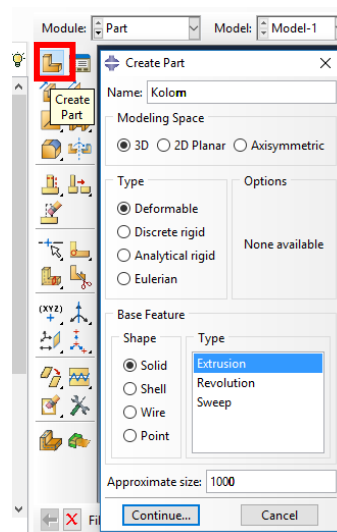 Module: Part Model: Model-1
Create Part
Create
Part
Name: Kolom
Modeling Space
3D 2D Planar Axisymmetric
Type Options
Deformable
Discrete rigid
Analytical rigid
Eulerian
None available
Base Feature
Shape Type
Solid
Shell
Wire
Point
Extrusion
Revolution
Sweep
Approximate size: 1000
Continue... Cancel
(XYZ)
Fil